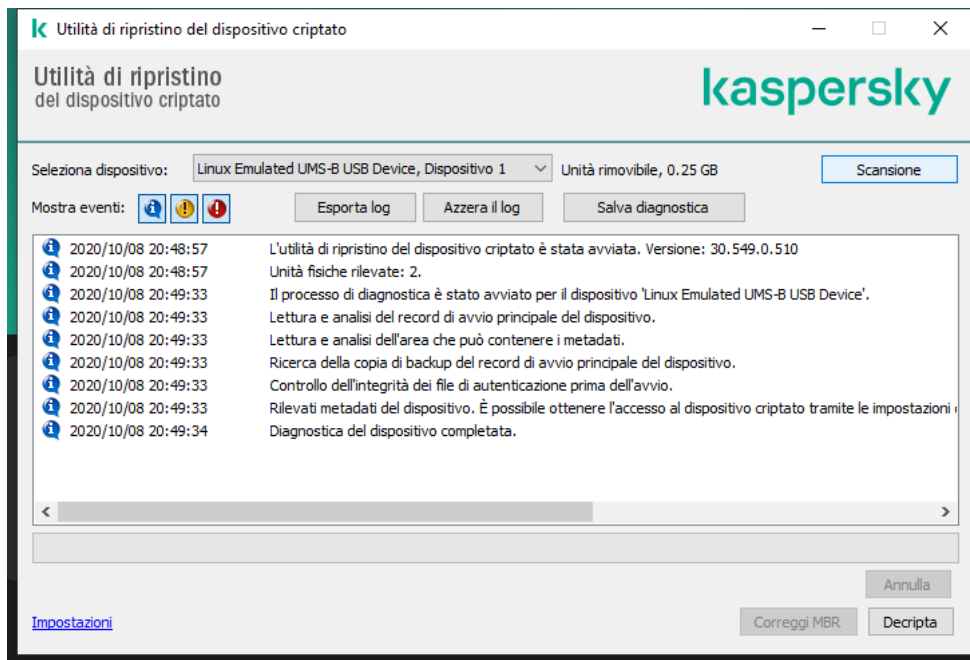 Utilità di ripristino del dispositivo criptato
Utilità di ripristino
del dispositivo criptato
kaspersky
Seleziona dispositivo: Linux Emulated UMS-B USB Device, Dispositivo 1 Unità rimovibile, 0.25 GB Scansione
Mostra eventi: Esporta log Azzera il log Salva diagnostica
2020/10/08 20:48:57 L'utilità di ripristino del dispositivo criptato è stata avviata. Versione: 30.549.0.510
2020/10/08 20:48:57 Unità fisiche rilevate: 2.
2020/10/08 20:49:33 Il processo di diagnostica è stato avviato per il dispositivo 'Linux Emulated UMS-B USB Device'.
2020/10/08 20:49:33 Lettura e analisi del record di avvio principale del dispositivo.
2020/10/08 20:49:33 Lettura e analisi dell'area che può contenere i metadati.
2020/10/08 20:49:33 Ricerca della copia di backup del record di avvio principale del dispositivo.
2020/10/08 20:49:33 Controllo dell'integrità dei file di autenticazione prima dell'avvio.
2020/10/08 20:49:33 Rilevati metadati del dispositivo. È possibile ottenere l'accesso al dispositivo criptato tramite le impostazioni
2020/10/08 20:49:34 Diagnostica del dispositivo completata.
Annulla
Impostazioni Correggi MBR Decripta